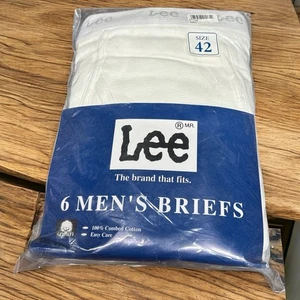 Lee
SIZE
42
® MR.
Lee
The brand that fits.
6 MEN'S BRIEFS
100% Combed Cotton
Easy Care